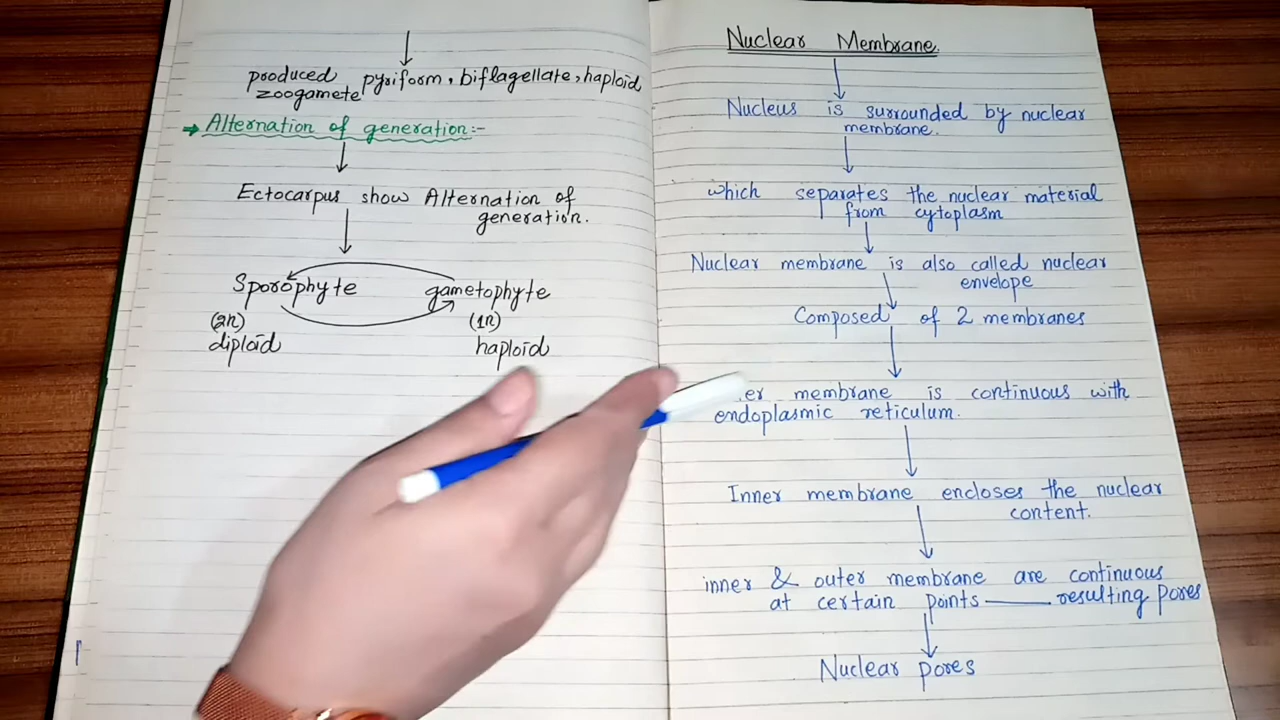 produced pyriform, biflagellate, haploid
zoogamete
→ Alternation of generation:-
Ectocarpus show Alternation of
generation.
Sporophyte gametophyte
(2n) (1n)
diploid haploid
Nuclear Membrane.
Nucleus is surrounded by nuclear
membrane.
which separates the nuclear material
from cytoplasm
Nuclear membrane is also called nuclear
envelope
Composed of 2 membranes
membrane is continuous with
endoplasmic reticulum.
Inner membrane encloses the nuclear
content.
inner & outer membrane are continuous
at certain points — resulting pores
Nuclear pores